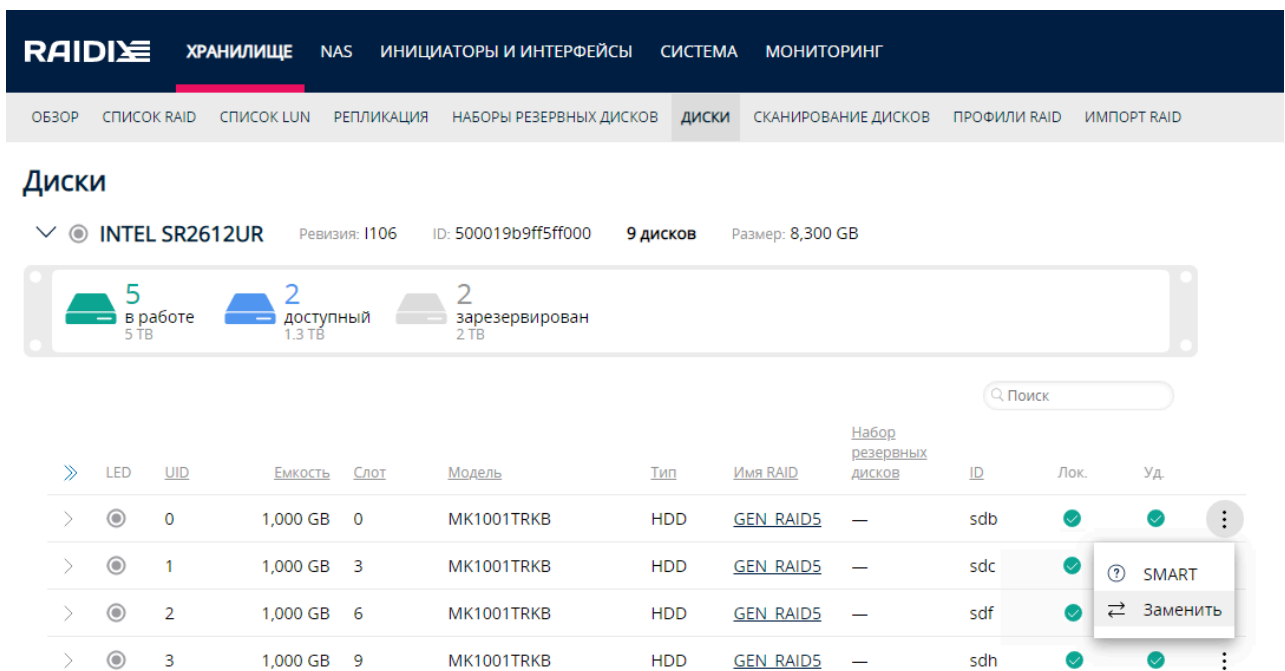 RAIDIX ХРАНИЛИЩЕ NAS ИНИЦИАТОРЫ И ИНТЕРФЕЙСЫ СИСТЕМА МОНИТОРИНГ
ОБЗОР СПИСОК RAID СПИСОК LUN РЕПЛИКАЦИЯ НАБОРЫ РЕЗЕРВНЫХ ДИСКОВ ДИСКИ СКАНИРОВАНИЕ ДИСКОВ ПРОФИЛИ RAID ИМПОРТ RAID
Диски
INTEL SR2612UR Ревизия: I106 ID: 500019b9ff5ff000 9 дисков Размер: 8,300 GB
5 2 2
в работе доступный зарезервирован
5 TB 1.3 TB 2 TB
Поиск
Набор
резервных
LED UID Емкость Слот Модель Тип Имя RAID дисков ID Лок. Уд.
0 1,000 GB 0 MK1001TRKB HDD GEN_RAID5 — sdb
1 1,000 GB 3 MK1001TRKB HDD GEN_RAID5 — sdc
SMART
2 1,000 GB 6 MK1001TRKB HDD GEN_RAID5 — sdf
Заменить
3 1,000 GB 9 MK1001TRKB HDD GEN_RAID5 — sdh